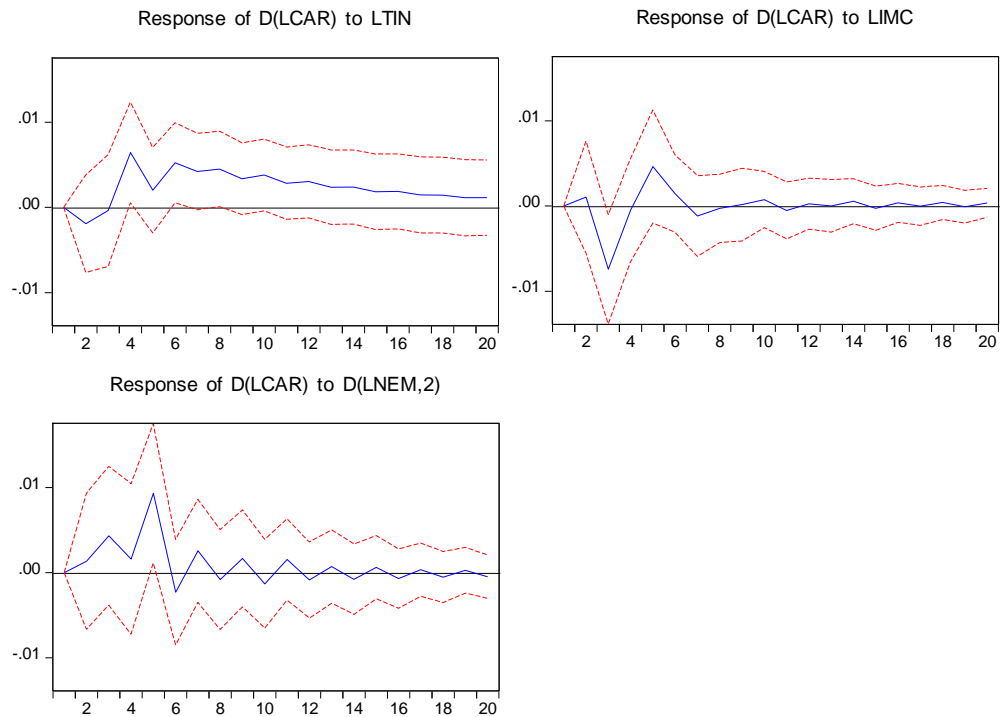 Response of D(LCAR) to LTIN
.01
.00
-.01
2 4 6 8 10 12 14 16 18 20
Response of D(LCAR) to LIMC
.01
.00
-.01
2 4 6 8 10 12 14 16 18 20
Response of D(LCAR) to D(LNEM,2)
.01
.00
-.01
2 4 6 8 10 12 14 16 18 20